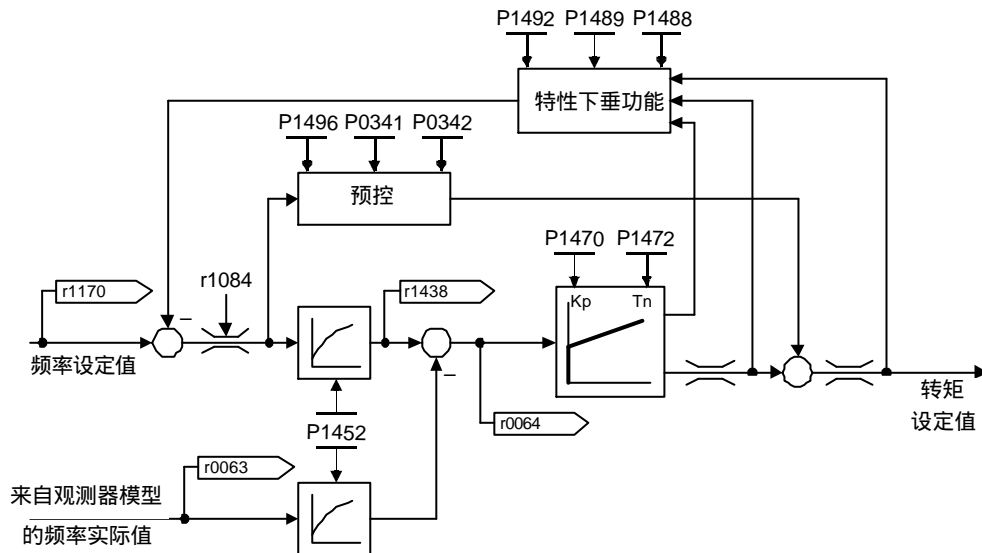 P1492 P1489 P1488
特性下垂功能
P1496 P0341 P0342
预控
P1470 P1472
Kp Tn
r1170
r1084
r1438
频率设定值
转矩
设定值
r0064
P1452
r0063
来自观测器模型
的频率实际值